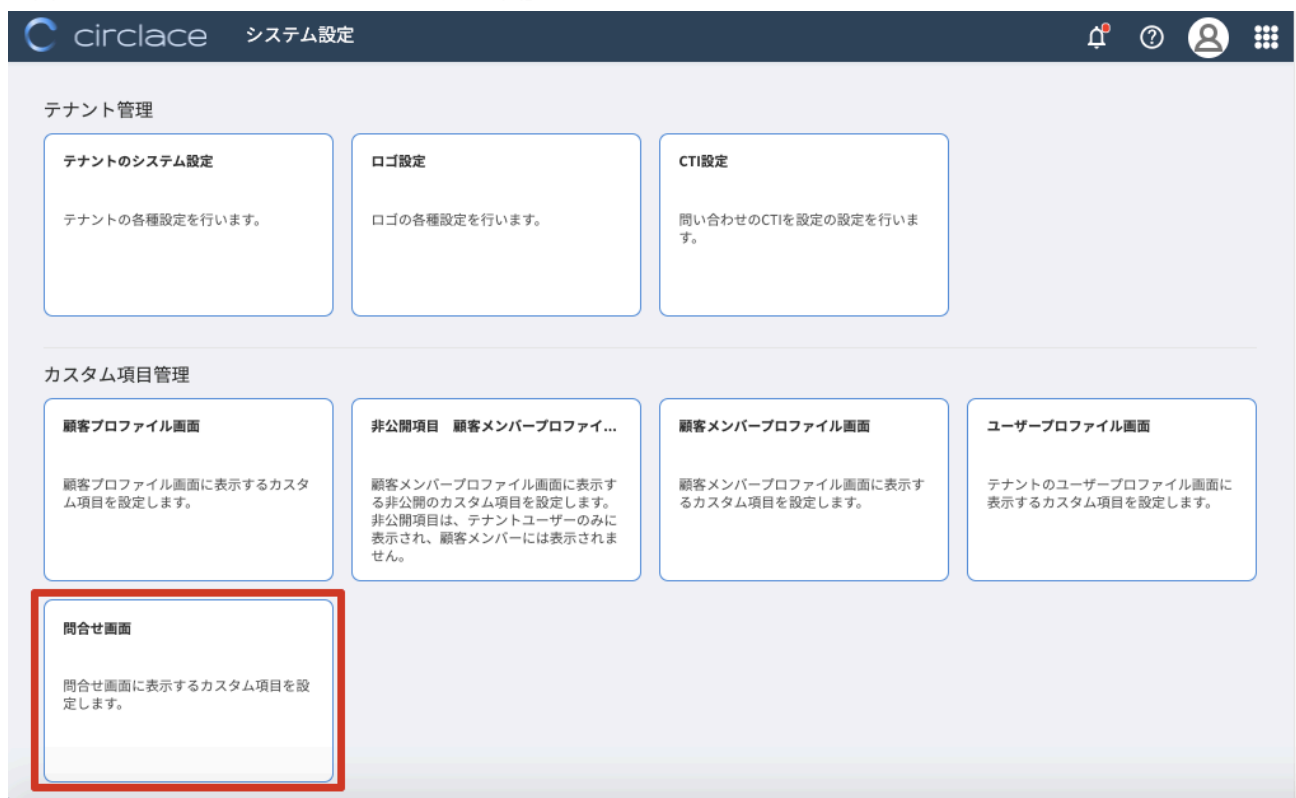 circlace システム設定
テナント管理
テナントのシステム設定
テナントの各種設定を行います。
ロゴ設定
ロゴの各種設定を行います。
CTI設定
問い合わせのCTIを設定の設定を行いま
す。
カスタム項目管理
顧客プロファイル画面
顧客プロファイル画面に表示するカスタ
ム項目を設定します。
非公開項目　顧客メンバープロファイ...
顧客メンバープロファイル画面に表示す
る非公開のカスタム項目を設定します。
非公開項目は、テナントユーザーのみに
表示され、顧客メンバーには表示されま
せん。
顧客メンバープロファイル画面
顧客メンバープロファイル画面に表示す
るカスタム項目を設定します。
ユーザープロファイル画面
テナントのユーザープロファイル画面に
表示するカスタム項目を設定します。
問合せ画面
問合せ画面に表示するカスタム項目を設
定します。